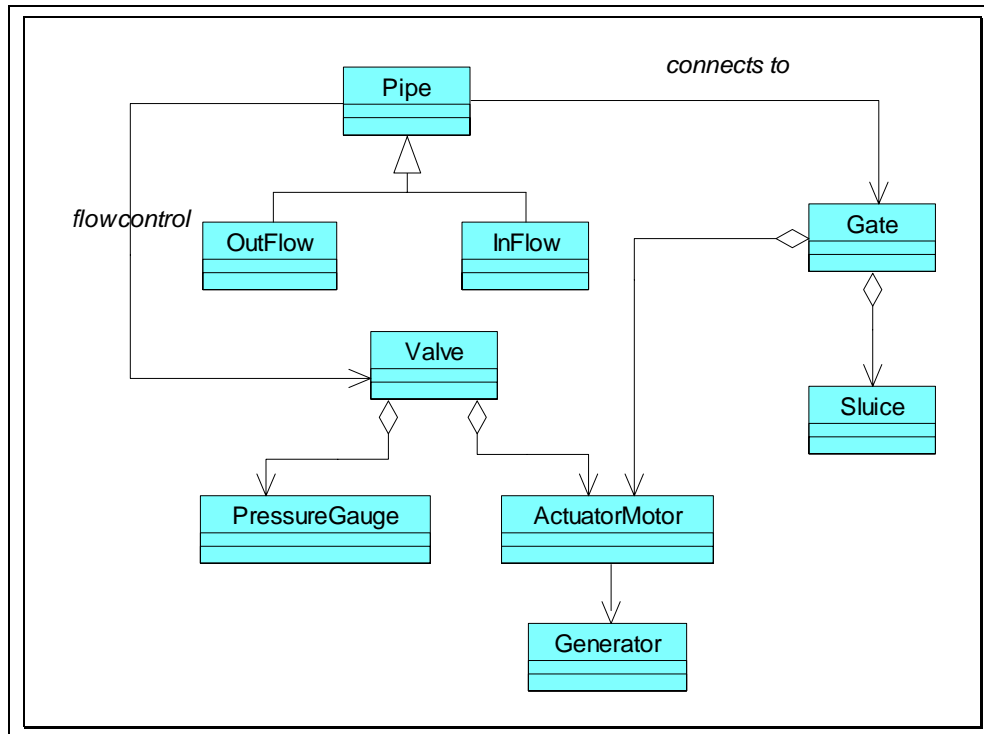 connects to
Pipe
flowcontrol
OutFlow
InFlow
Gate
Valve
Sluice
PressureGauge
ActuatorMotor
Generator